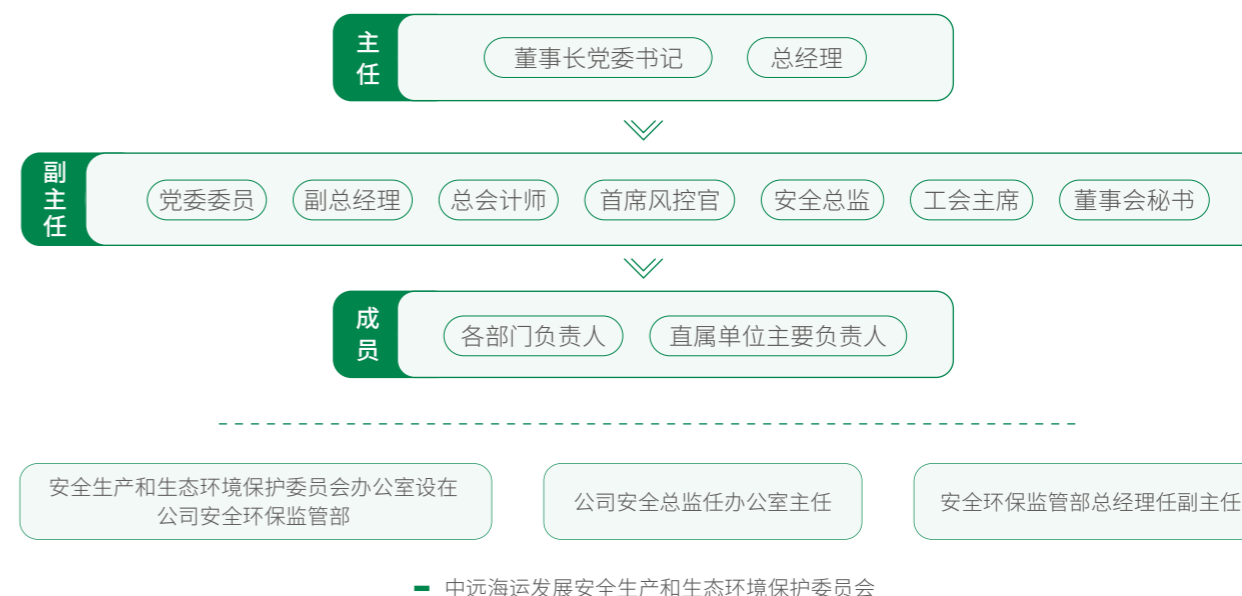 主任
董事长党委书记 总经理
副主任
党委委员 副总经理 总会计师 首席风控官 安全总监 工会主席 董事会秘书
成员
各部门负责人 直属单位主要负责人
安全生产和生态环境保护委员会办公室设在
公司安全环保监管部
公司安全总监任办公室主任
安全环保监管部总经理任副主任
中远海运发展安全生产和生态环境保护委员会